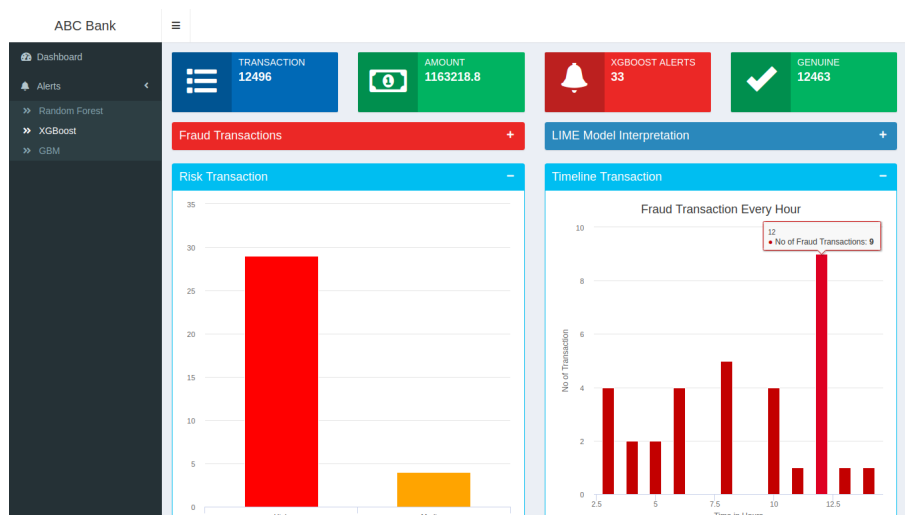 ABC Bank
Dashboard
Alerts
Random Forest
XGBoost
GBM
TRANSACTION
12496
AMOUNT
1163218.8
XGBOOST ALERTS
33
GENUINE
12463
Fraud Transactions
LIME Model Interpretation
Risk Transaction
35
30
25
20
15
10
5
0
Timeline Transaction
Fraud Transaction Every Hour
12
No of Fraud Transactions: 9
No of Transaction
10
8
6
4
2
0
2.5
5
7.5
10
12.5